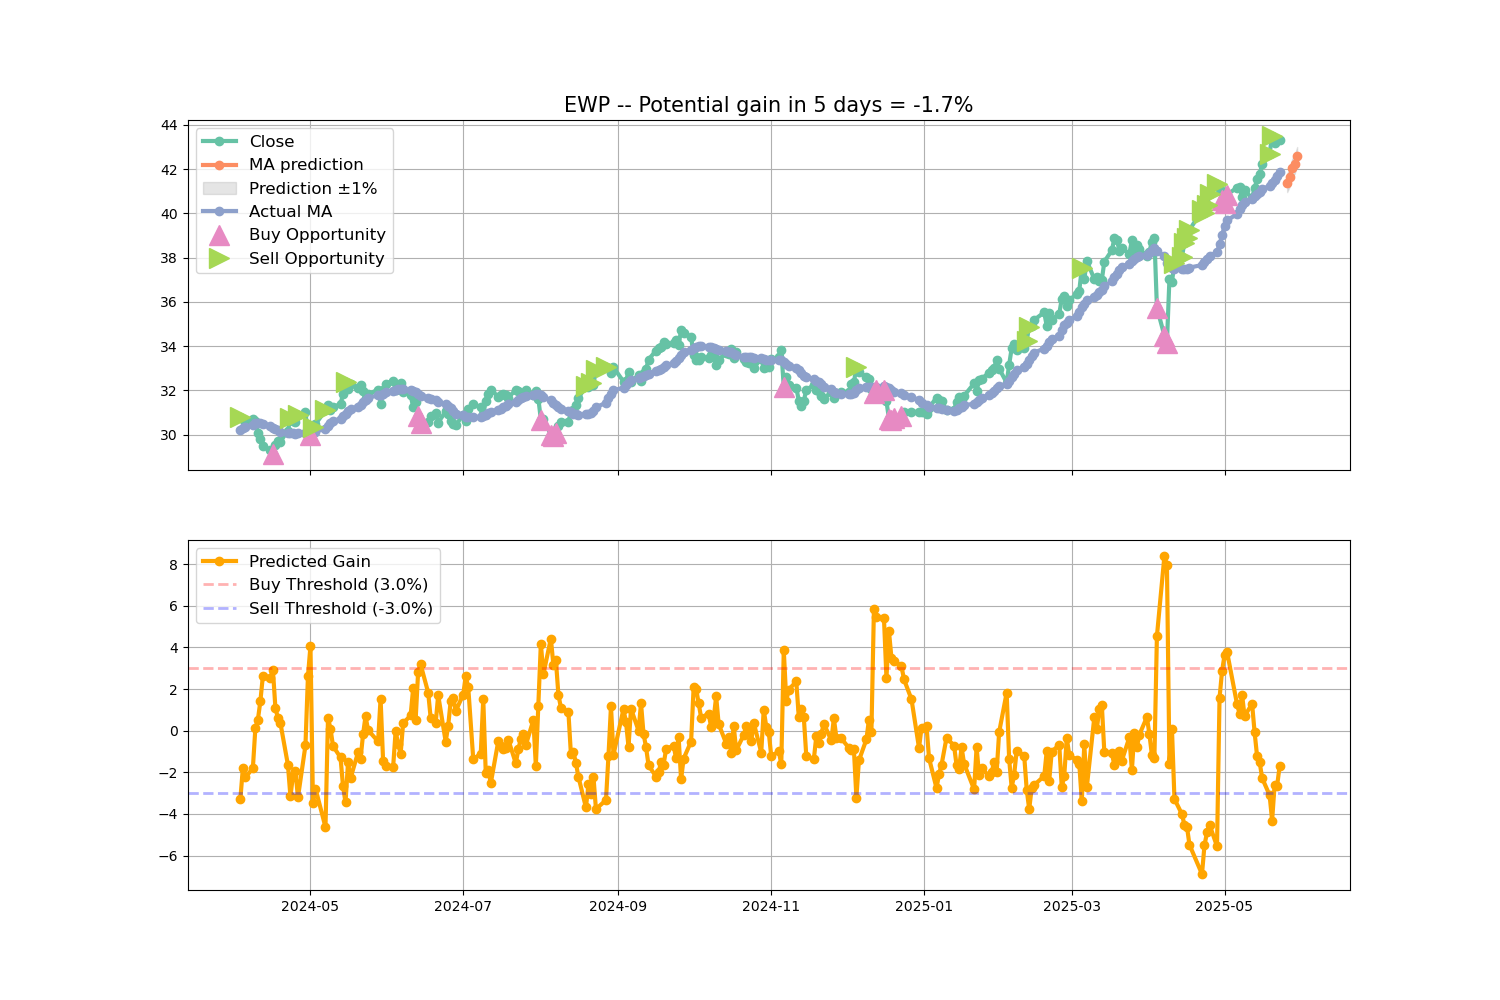 EWP -- Potential gain in 5 days = -1.7%
44
42
40
38
36
34
32
30
Close
MA prediction
Prediction ±1%
Actual MA
Buy Opportunity
Sell Opportunity
8
6
4
2
0
−2
−4
−6
Predicted Gain
Buy Threshold (3.0%)
Sell Threshold (-3.0%)
2024-05
2024-07
2024-09
2024-11
2025-01
2025-03
2025-05